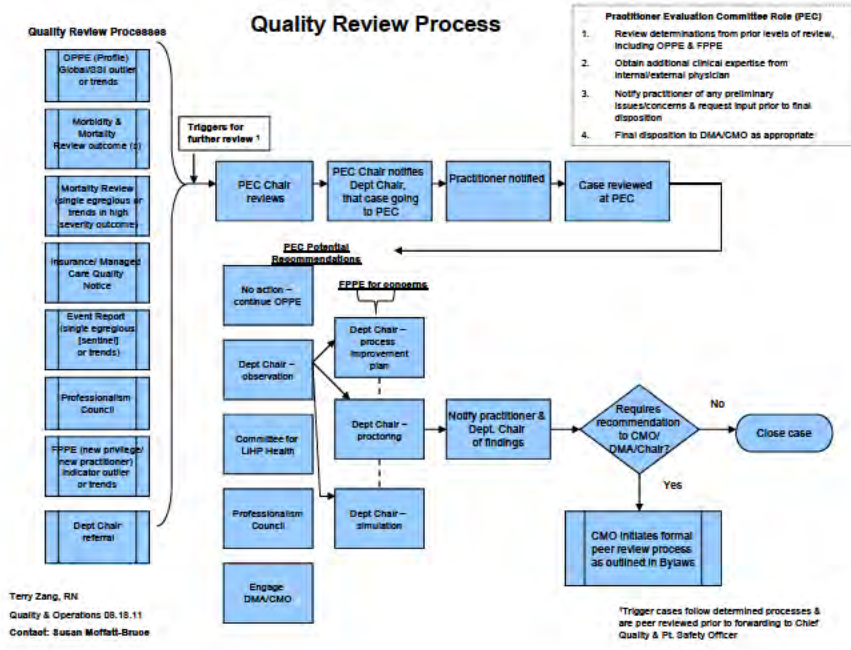 Quality Review Process
Quality Review Processes
OPPE (Profile)
Global/SSI outlier
or trends
Morbidity &
Mortality
Review outcome (s)
Mortality Review
(single egregious or
trends in high
severity outcome)
Insurance/ Managed
Care Quality
Notice
Event Report
(single egregious
[sentinel]
or trends)
Professionalism
Council
FPPE (new privilege/
new practitioner)
Indicator outlier
or trends
Dept Chair
referral
Triggers for
further review ¹
PEC Chair
reviews
PEC Chair notifies
Dept Chair,
that case going
to PEC
Practitioner notified
Case reviewed
at PEC
Practitioner Evaluation Committee Role (PEC)
1. Review determinations from prior levels of review,
including OPPE & FPPE
2. Obtain additional clinical expertise from
internal/external physician
3. Notify practitioner of any preliminary
issues/concerns & request input prior to final
disposition
4. Final disposition to DMA/CMO as appropriate
PEC Potential
Recommendations
No action –
continue OPPE
Dept Chair –
observation
Committee for
LIHP Health
Professionalism
Council
Engage
DMA/CMO
FPPE for concerns
Dept Chair –
process
improvement
plan
Dept Chair –
proctoring
Dept Chair –
simulation
Notify practitioner &
Dept. Chair
of findings
Requires
recommendation
to CMO/
DMA/Chair?
No
Close case
Yes
CMO initiates formal
peer review process
as outlined in Bylaws
Terry Zang, RN
Quality & Operations 08.18.11
Contact: Susan Moffatt-Bruce
¹Trigger cases follow determined processes &
are peer reviewed prior to forwarding to Chief
Quality & Pt. Safety Officer